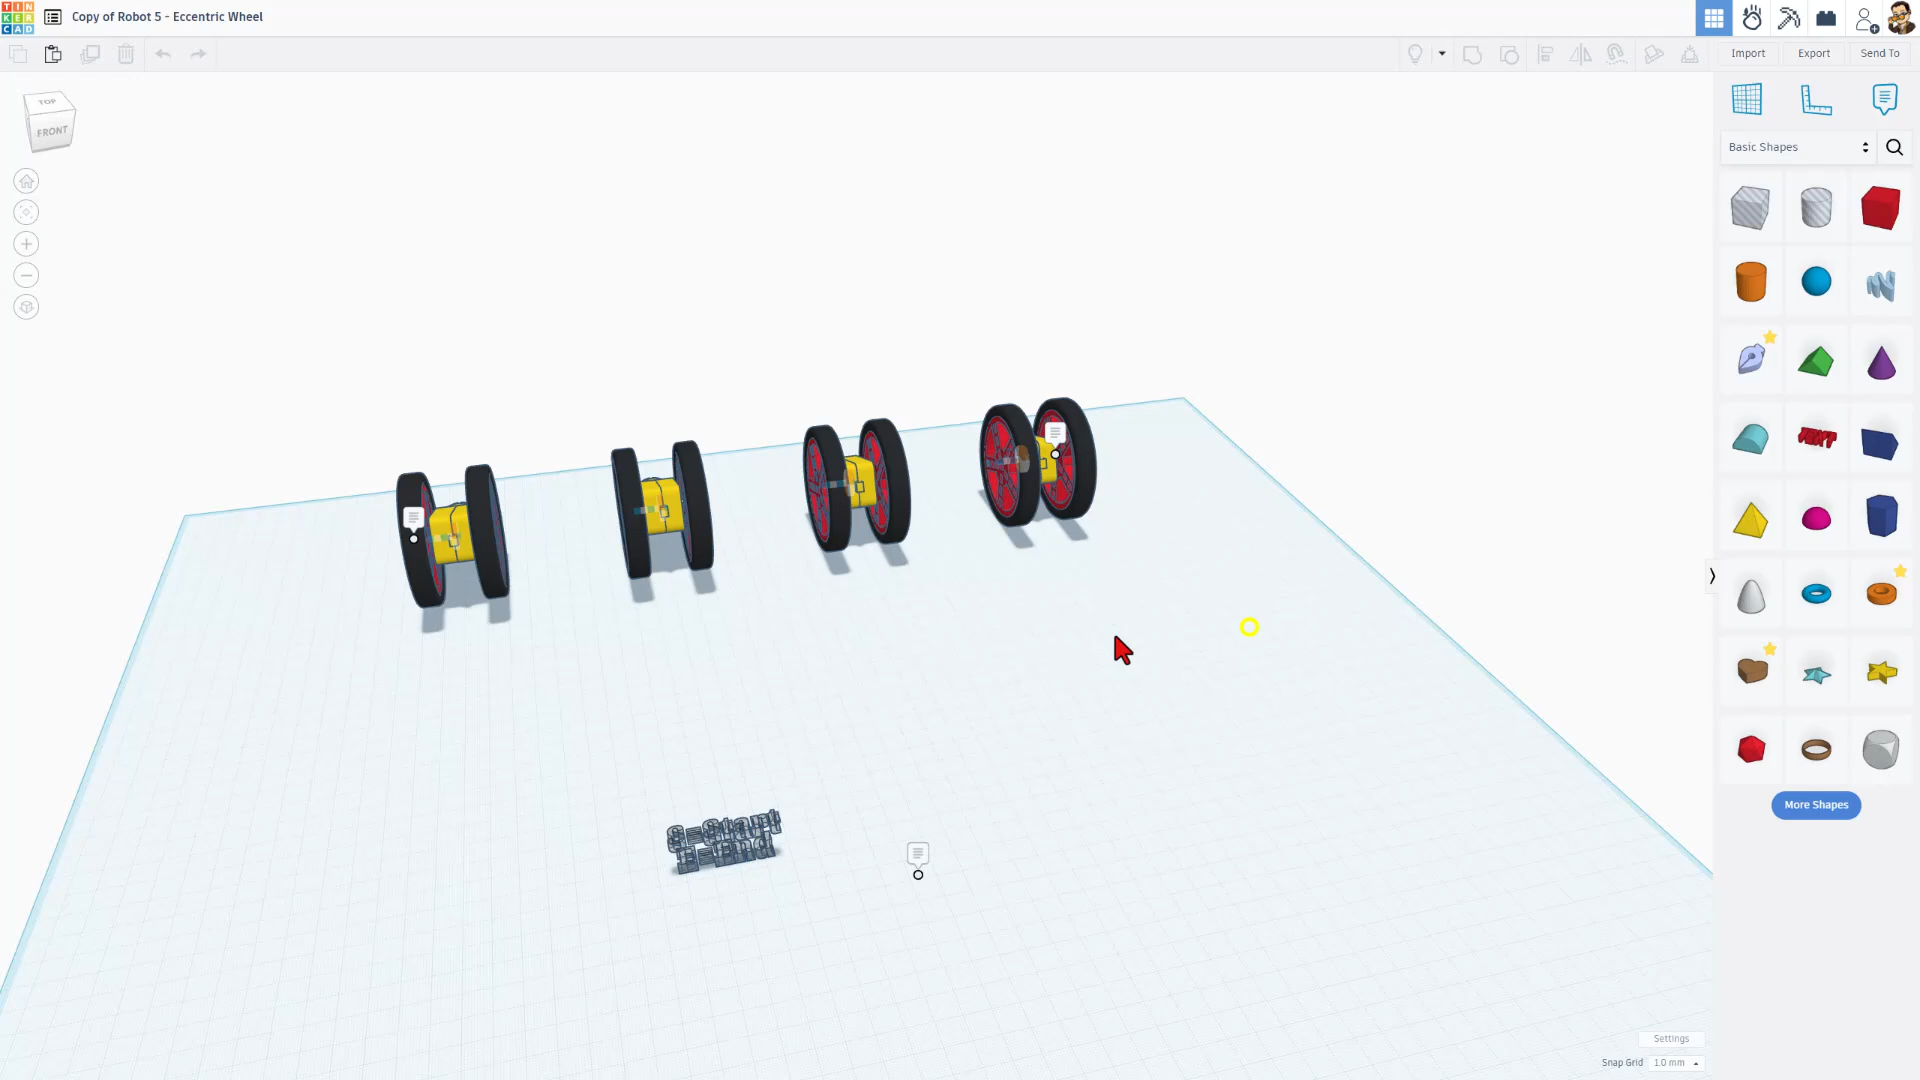 TIN
KER
CAD
Copy of Robot 5 - Eccentric Wheel
Import
Export
Send To
TOP
FRONT
Basic Shapes
TEXT
S=Start
E=End
More Shapes
Settings
Snap Grid 1.0 mm